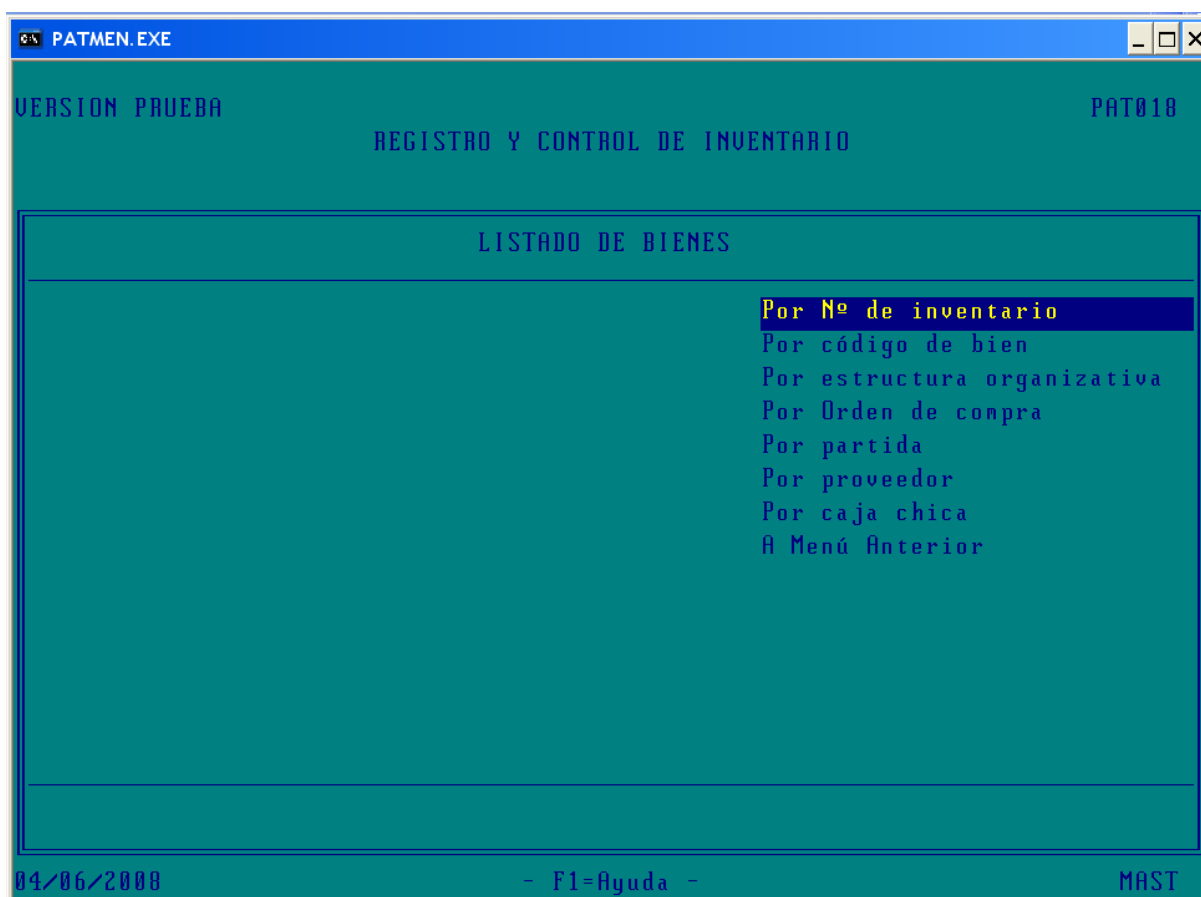 PATMEN.EXE
VERSION PRUEBA PAT018
REGISTRO Y CONTROL DE INVENTARIO
LISTADO DE BIENES
Por Nº de inventario
Por código de bien
Por estructura organizativa
Por Orden de compra
Por partida
Por proveedor
Por caja chica
A Menú Anterior
04/06/2008 - F1=Ayuda - MAST